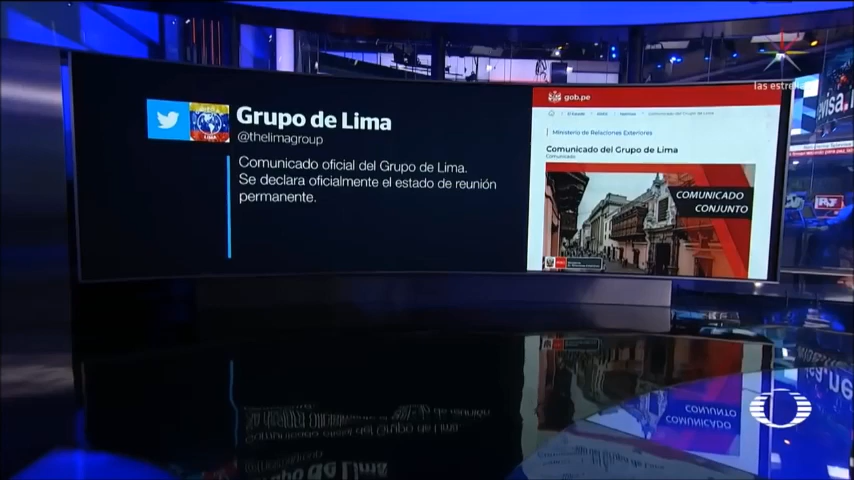 Grupo de Lima
@thelimagroup
Comunicado oficial del Grupo de Lima.
Se declara oficialmente el estado de reunión
permanente.
gob.pe
Ministerio de Relaciones Exteriores
Comunicado del Grupo de Lima
Comunicado
COMUNICADO
CONJUNTO
las estrellas